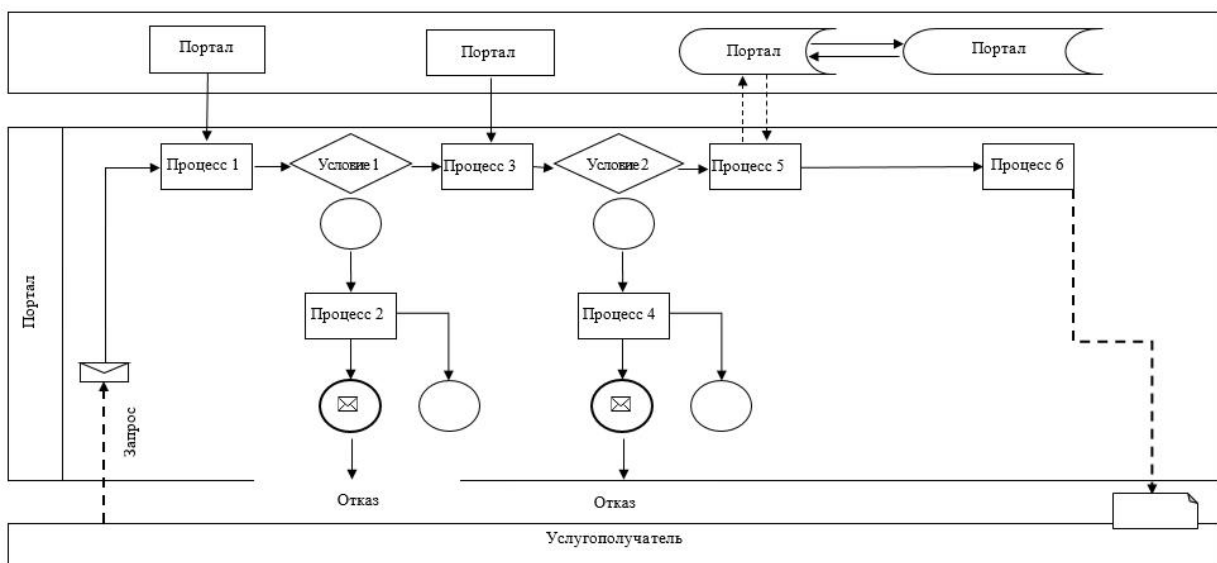 Портал
Портал
Портал
Портал
Процесс 1
Условие 1
Процесс 3
Условие 2
Процесс 5
Процесс 6
Портал
Процесс 2
Процесс 4
Запрос
Отказ
Отказ
Услугополучатель